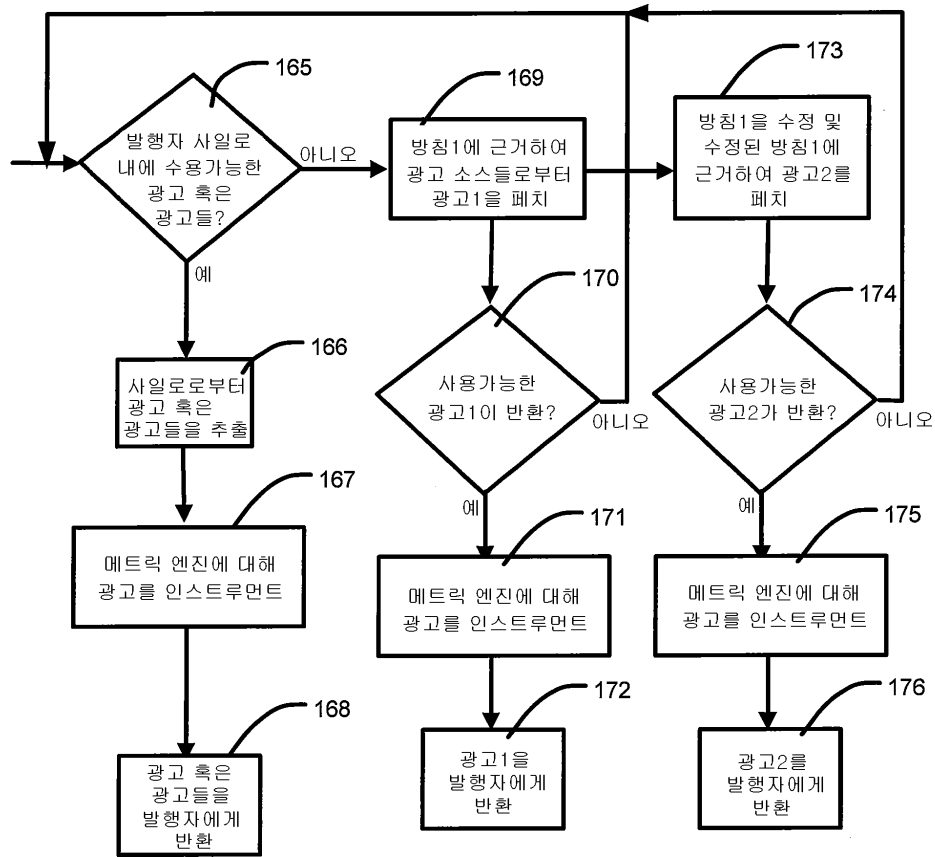 165
발행자 사일로
내에 수용가능한
광고 혹은
광고들?
아니오
예
166
사일로로부터
광고 혹은
광고들을 추출
167
메트릭 엔진에 대해
광고를 인스트루먼트
168
광고 혹은
광고들을
발행자에게
반환
169
방침1에 근거하여
광고 소스들로부터
광고1을 페치
170
사용가능한
광고1이 반환?
아니오
예
171
메트릭 엔진에 대해
광고를 인스트루먼트
172
광고1을
발행자에게
반환
173
방침1을 수정 및
수정된 방침1에
근거하여 광고2를
페치
174
사용가능한
광고2가 반환?
아니오
예
175
메트릭 엔진에 대해
광고를 인스트루먼트
176
광고2를
발행자에게
반환